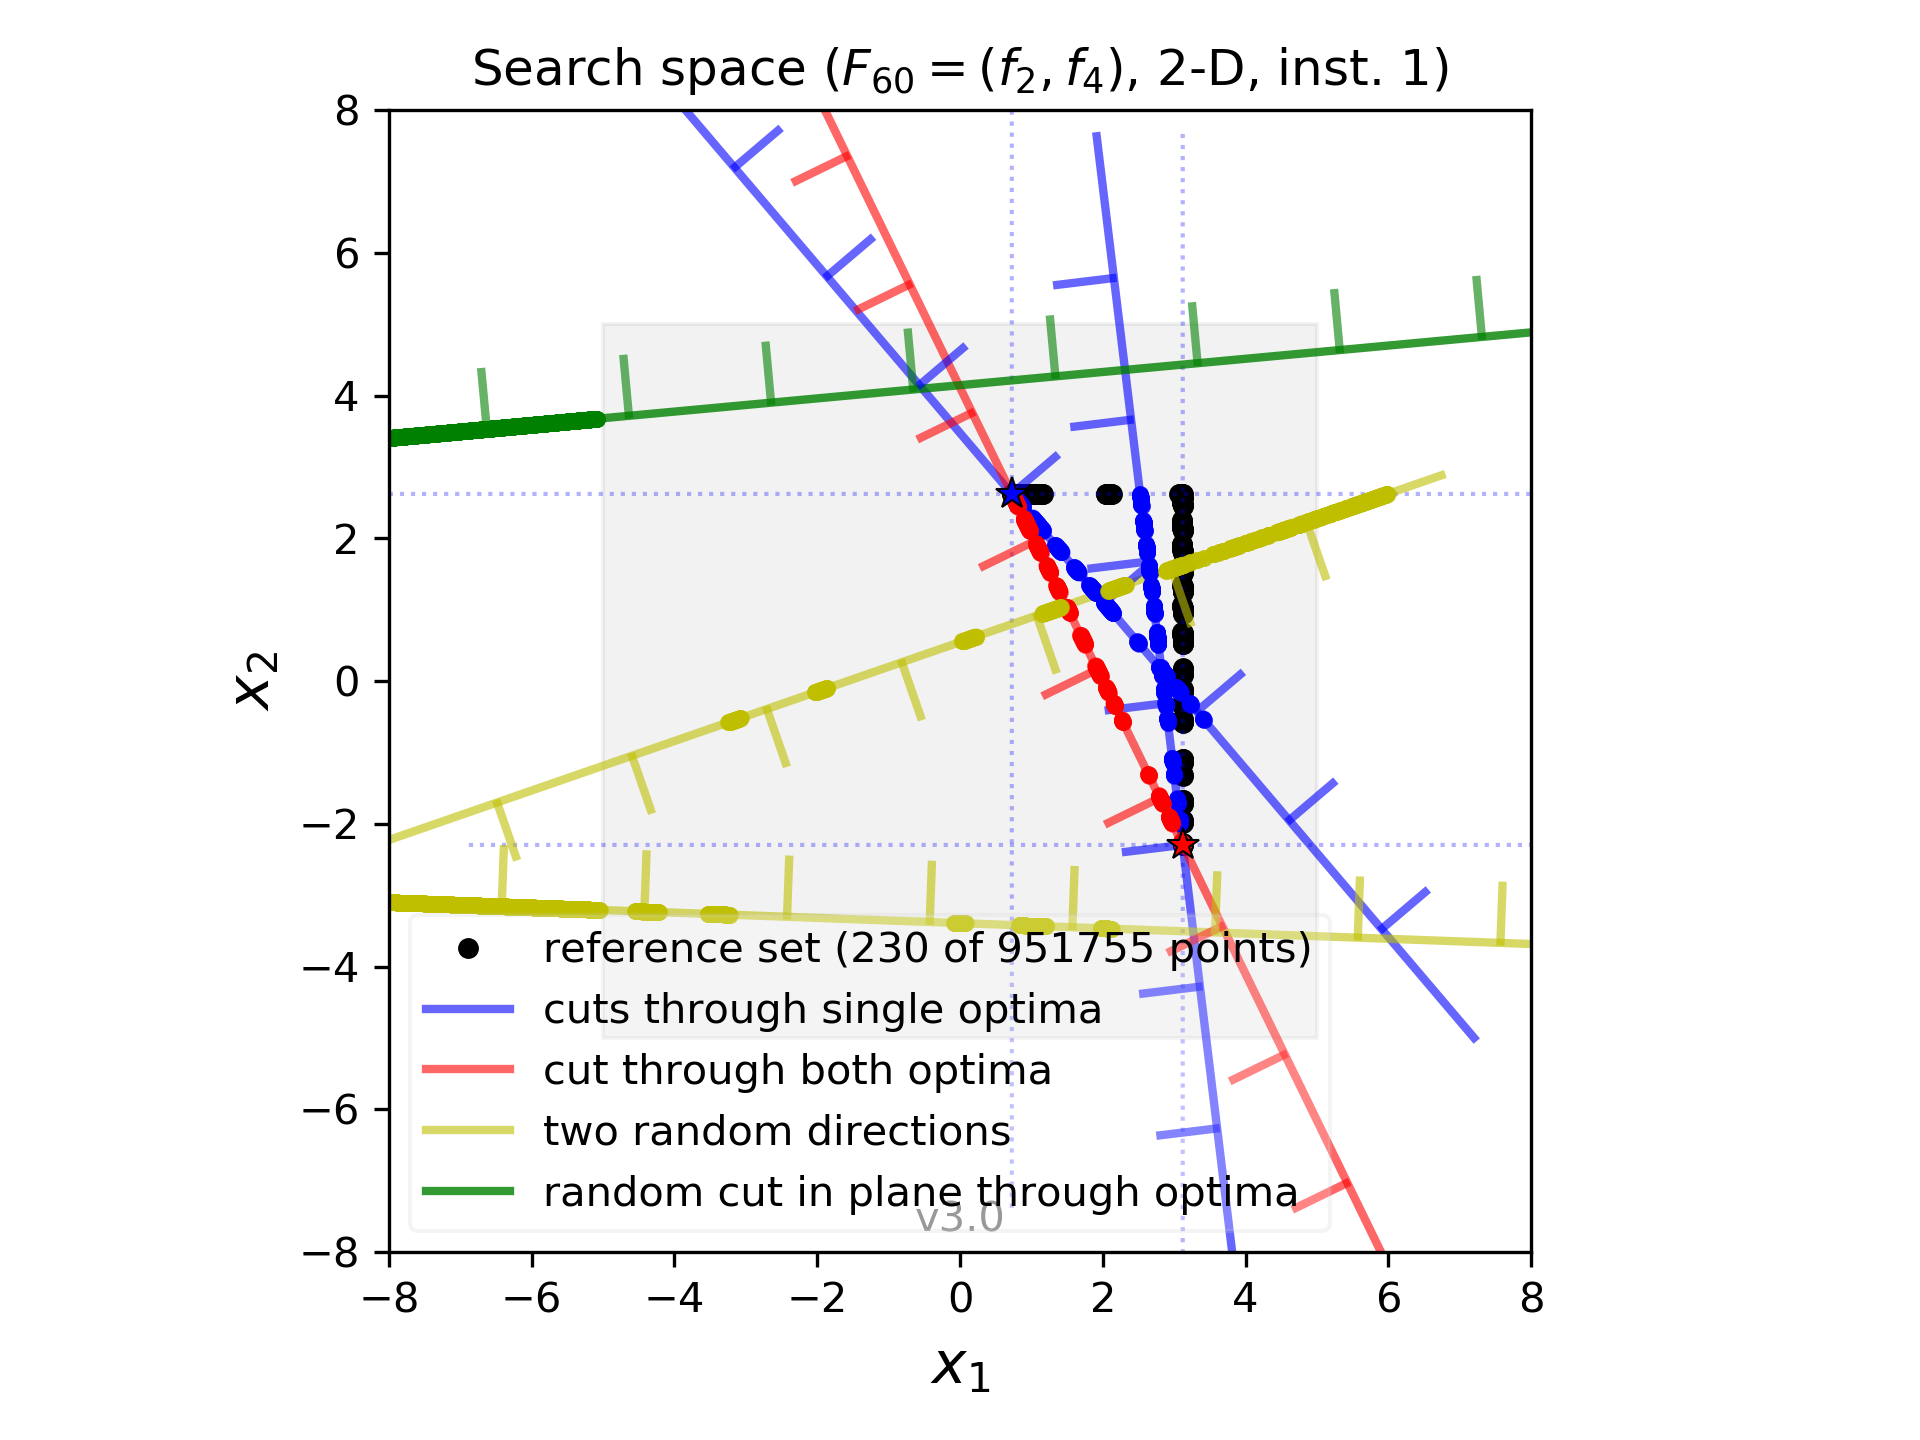 Search space (F₆₀ = (f₂, f₄), 2-D, inst. 1)
8
6
4
2
0
−2
−4
−6
−8
x₂
reference set (230 of 951755 points)
cuts through single optima
cut through both optima
two random directions
random cut in plane through optima
v3.0
−8 −6 −4 −2 0 2 4 6 8
x₁